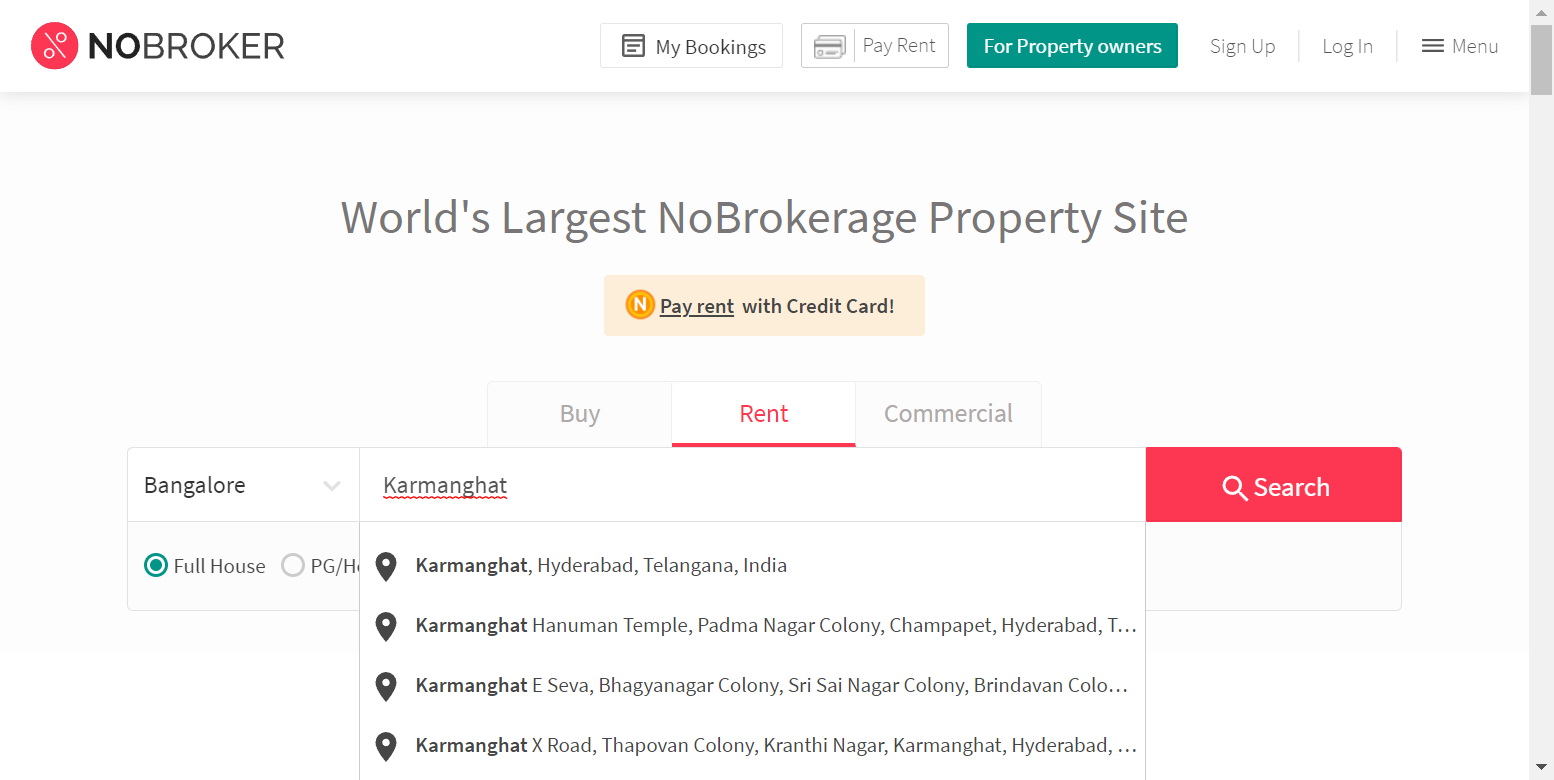 NOBROKER
My Bookings
Pay Rent
For Property owners
Sign Up
Log In
Menu
World's Largest NoBrokerage Property Site
N Pay rent with Credit Card!
Buy
Rent
Commercial
Bangalore
Karmanghat
Search
Full House
PG/Ho
Karmanghat, Hyderabad, Telangana, India
Karmanghat Hanuman Temple, Padma Nagar Colony, Champapet, Hyderabad, T...
Karmanghat E Seva, Bhagyanagar Colony, Sri Sai Nagar Colony, Brindavan Colo...
Karmanghat X Road, Thapovan Colony, Kranthi Nagar, Karmanghat, Hyderabad, ...